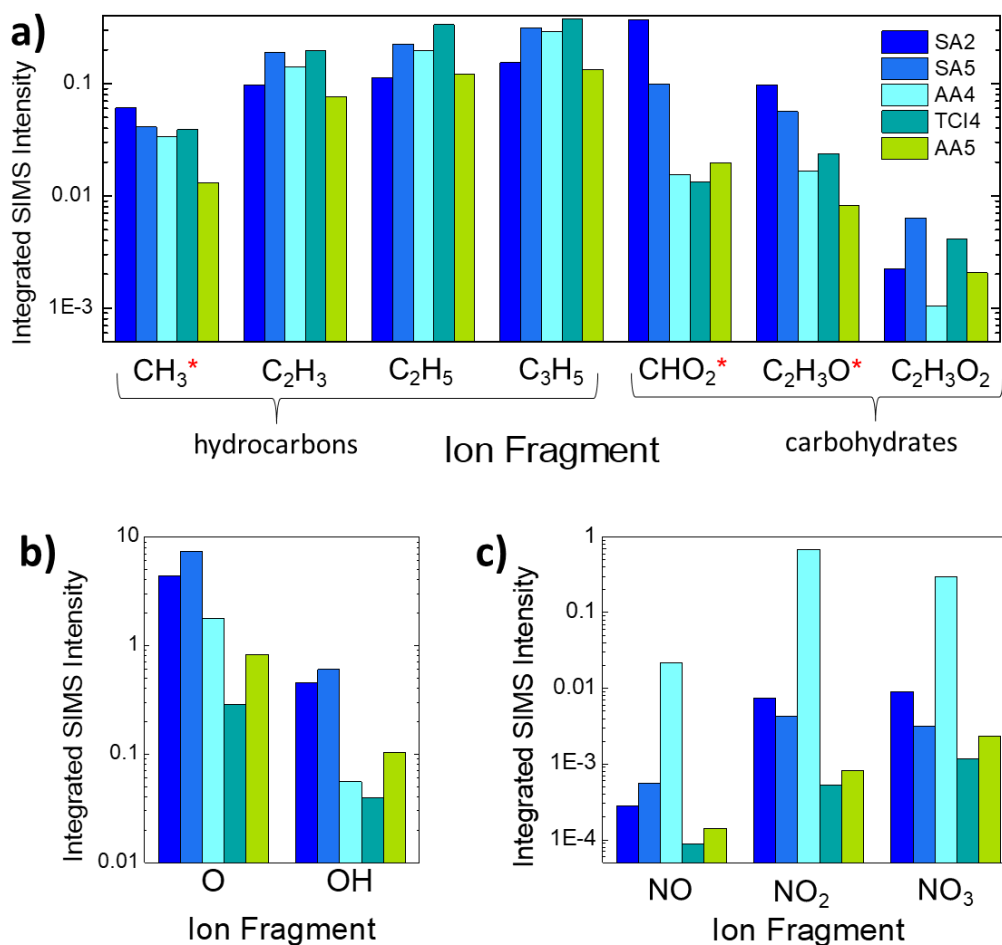 a)
Integrated SIMS Intensity
0.1
0.01
1E-3
SA2
SA5
AA4
TCI4
AA5
CH₃* C₂H₃ C₂H₅ C₃H₅ CHO₂* C₂H₃O* C₂H₃O₂
hydrocarbons Ion Fragment carbohydrates
b)
Integrated SIMS Intensity
10
1
0.1
0.01
O OH
Ion Fragment
c)
Integrated SIMS Intensity
1
0.1
0.01
1E-3
1E-4
NO NO₂ NO₃
Ion Fragment